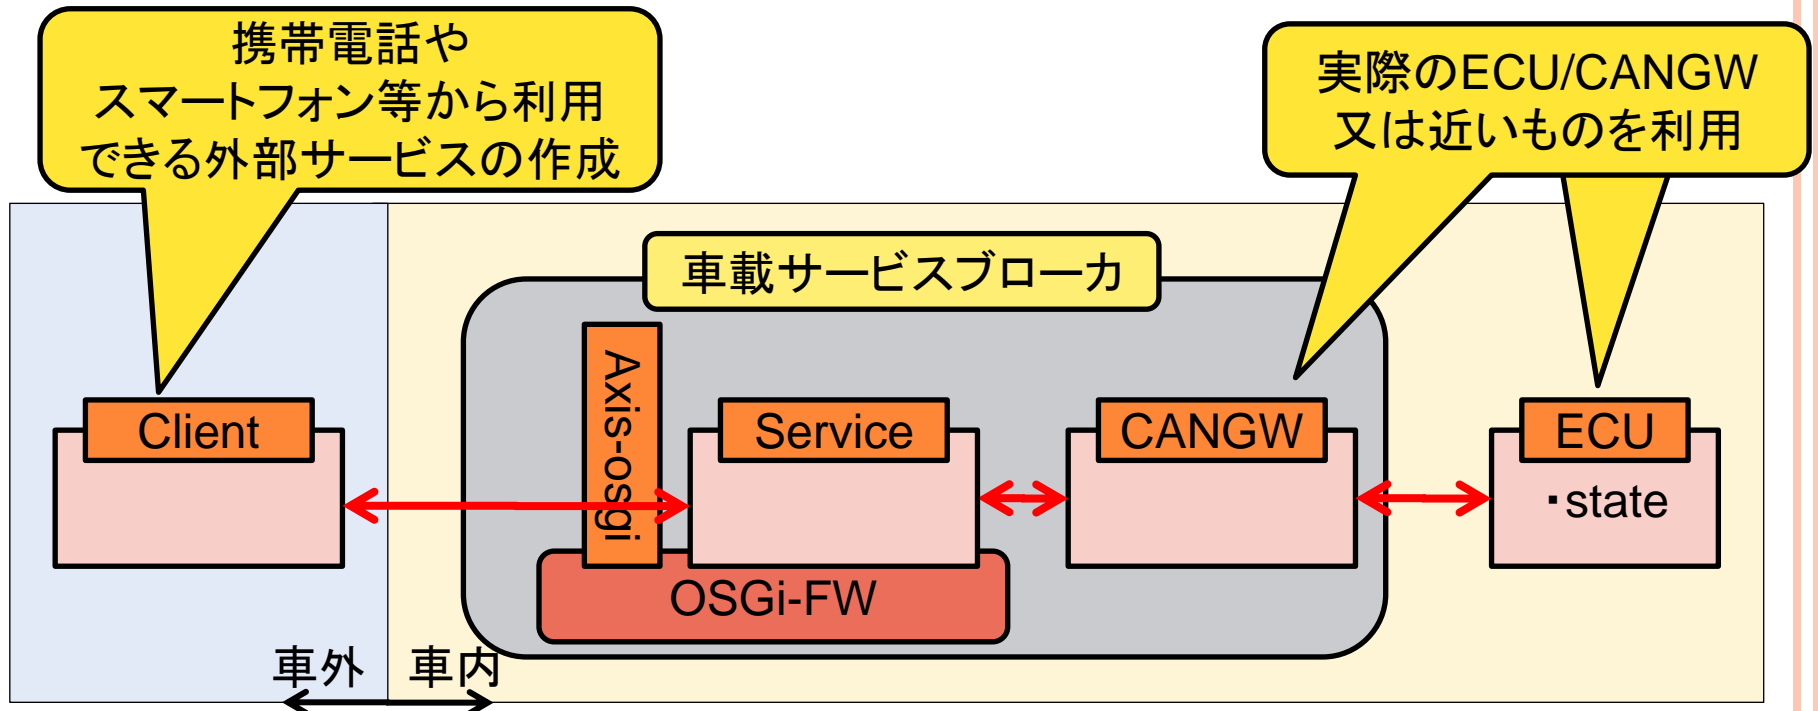 携帯電話や
スマートフォン等から利用
できる外部サービスの作成
実際のECU/CANGW
又は近いものを利用
車載サービスブローカ
Client
Axis-osgi
Service
CANGW
ECU
・state
OSGi-FW
車外
車内